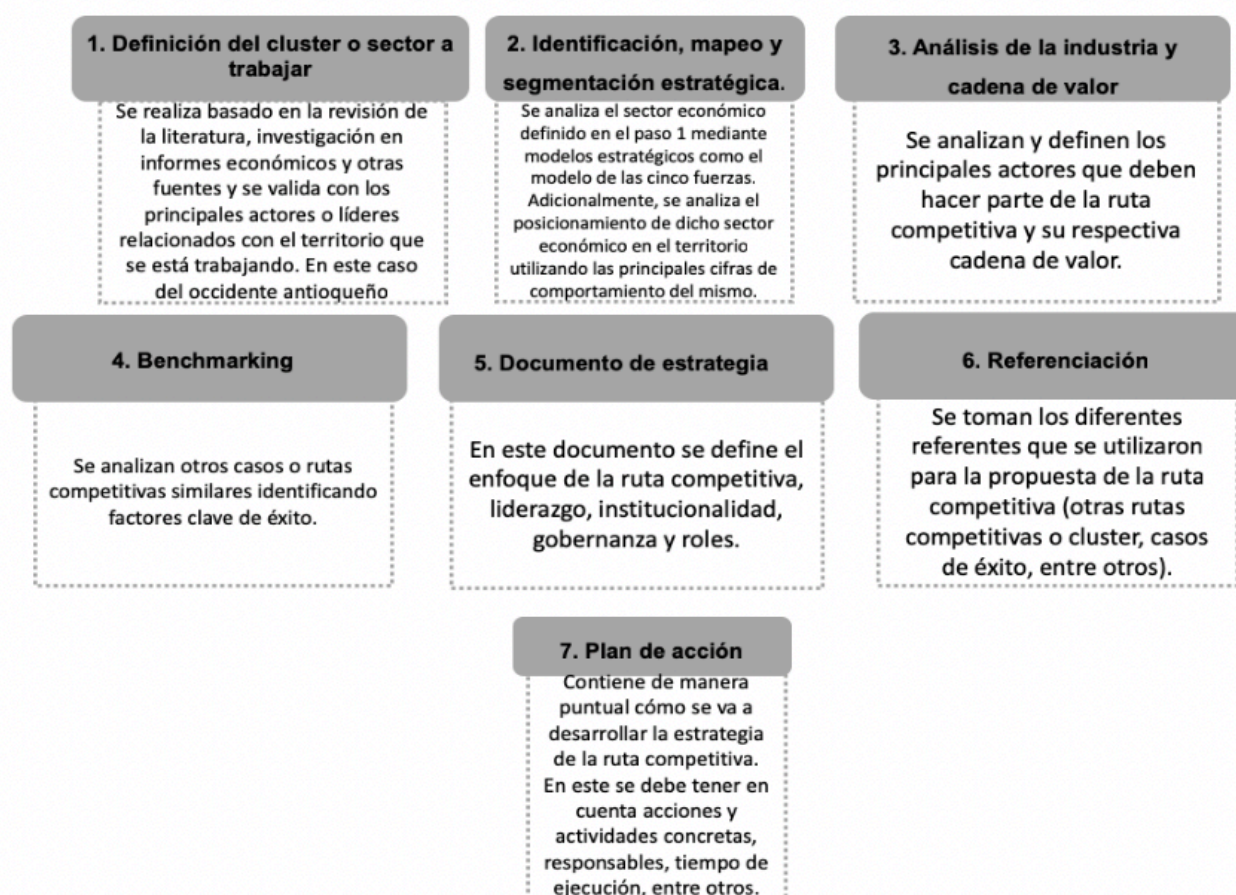 1. Definición del cluster o sector a
trabajar
Se realiza basado en la revisión de
la literatura, investigación en
informes económicos y otras
fuentes y se valida con los
principales actores o líderes
relacionados con el territorio que
se está trabajando. En este caso
del occidente antioqueño
2. Identificación, mapeo y
segmentación estratégica.
Se analiza el sector económico
definido en el paso 1 mediante
modelos estratégicos como el
modelo de las cinco fuerzas.
Adicionalmente, se analiza el
posicionamiento de dicho sector
económico en el territorio
utilizando las principales cifras de
comportamiento del mismo.
3. Análisis de la industria y
cadena de valor
Se analizan y definen los
principales actores que deben
hacer parte de la ruta
competitiva y su respectiva
cadena de valor.
4. Benchmarking
Se analizan otros casos o rutas
competitivas similares identificando
factores clave de éxito.
5. Documento de estrategia
En este documento se define el
enfoque de la ruta competitiva,
liderazgo, institucionalidad,
gobernanza y roles.
6. Referenciación
Se toman los diferentes
referentes que se utilizaron
para la propuesta de la ruta
competitiva (otras rutas
competitivas o cluster, casos
de éxito, entre otros).
7. Plan de acción
Contiene de manera
puntual cómo se va a
desarrollar la estrategia
de la ruta competitiva.
En este se debe tener en
cuenta acciones y
actividades concretas,
responsables, tiempo de
ejecución, entre otros.